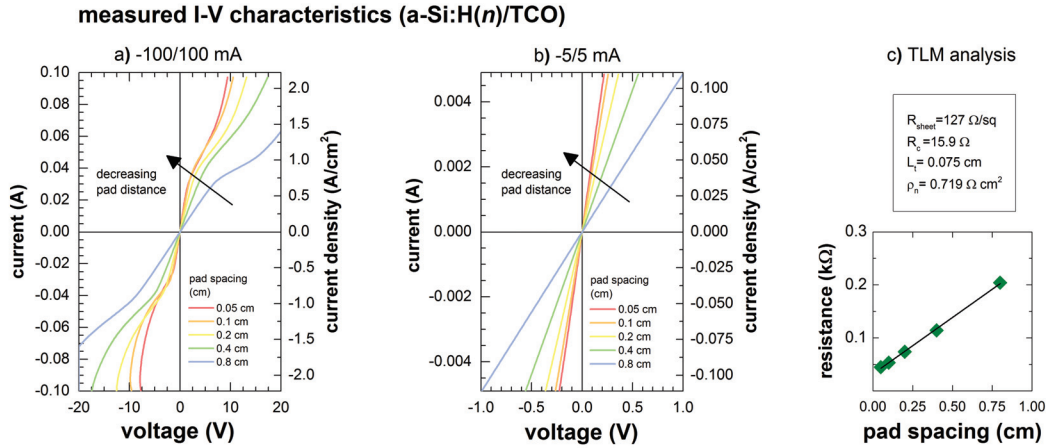 measured I-V characteristics (a-Si:H(n)/TCO)
a) -100/100 mA
current (A)
0.10
0.08
0.06
0.04
0.02
0.00
-0.02
-0.04
-0.06
-0.08
-0.10
decreasing
pad distance
pad spacing
(cm)
0.05 cm
0.1 cm
0.2 cm
0.4 cm
0.8 cm
2.0
1.5
1.0
0.5
0.0
-0.5
-1.0
-1.5
-2.0
current density (A/cm²)
-20 -10 0 10 20
voltage (V)
b) -5/5 mA
current (A)
0.004
0.002
0.000
-0.002
-0.004
decreasing
pad distance
pad spacing
(cm)
0.05 cm
0.1 cm
0.2 cm
0.4 cm
0.8 cm
0.100
0.075
0.050
0.025
0.000
-0.025
-0.050
-0.075
-0.100
current density (A/cm²)
-1.0 -0.5 0.0 0.5 1.0
voltage (V)
c) TLM analysis
Rsheet=127 Ω/sq
Rc=15.9 Ω
Lt= 0.075 cm
ρn= 0.719 Ω cm²
resistance (kΩ)
0.3
0.2
0.1
0.00 0.25 0.50 0.75 1.00
pad spacing (cm)